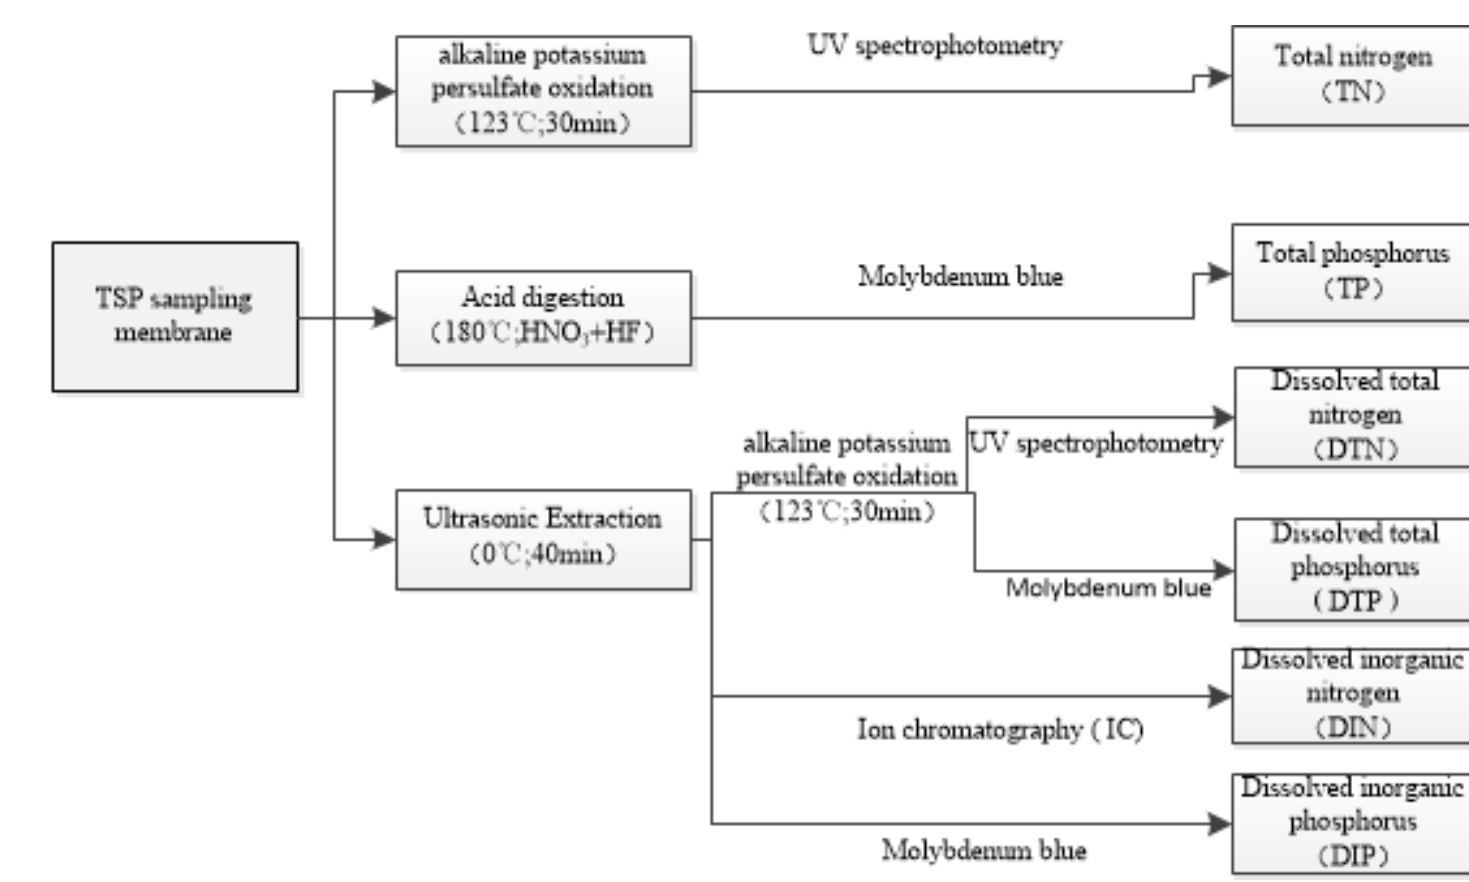 alkaline potassium
persulfate oxidation
（123℃;30min）
UV spectrophotometry
Total nitrogen
（TN）
TSP sampling
membrane
Acid digestion
（180℃;HNO₃+HF）
Molybdenum blue
Total phosphorus
（TP）
Ultrasonic Extraction
（0℃;40min）
alkaline potassium
persulfate oxidation
（123℃;30min）
UV spectrophotometry
Dissolved total
nitrogen
（DTN）
Molybdenum blue
Dissolved total
phosphorus
（DTP ）
Ion chromatography（IC)
Dissolved inorganic
nitrogen
（DIN）
Molybdenum blue
Dissolved inorganic
phosphorus
（DIP）